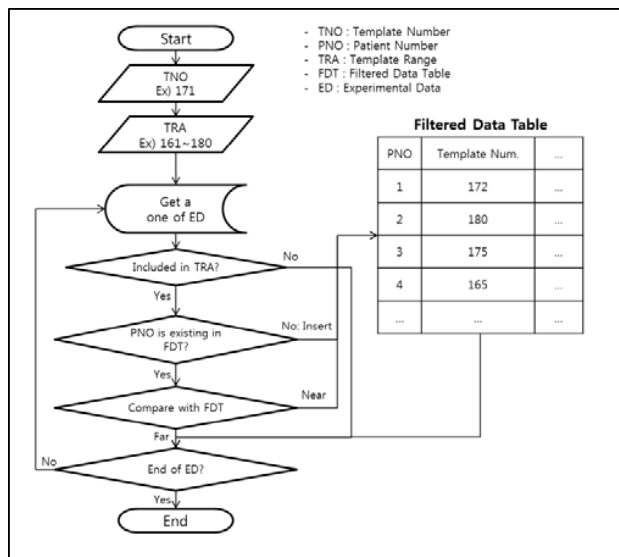 Start
- TNO : Template Number
- PNO : Patient Number
- TRA : Template Range
- FDT : Filtered Data Table
- ED : Experimental Data
TNO
Ex) 171
TRA
Ex) 161~180
Get a
one of ED
Included in TRA?
No
Yes
PNO is existing in
FDT?
No: Insert
Yes
Compare with FDT
Near
Far
End of ED?
No
Yes
End
Filtered Data Table
PNO Template Num. ...
1 172 ...
2 180 ...
3 175 ...
4 165 ...
... ... ...